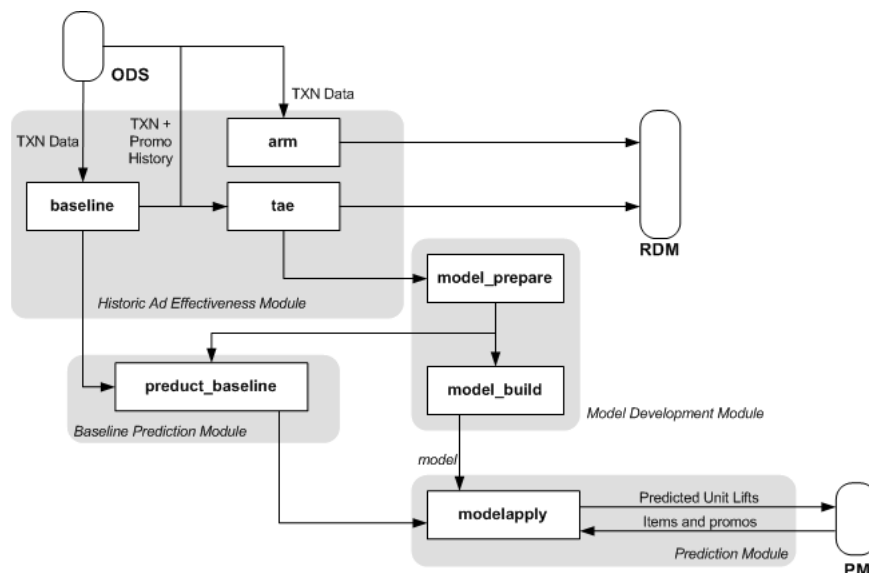 ODS
TXN Data
TXN Data
TXN +
Promo
History
arm
baseline
tae
RDM
model_prepare
Historic Ad Effectiveness Module
preduct_baseline
model_build
Model Development Module
Baseline Prediction Module
model
modelapply
Predicted Unit Lifts
Items and promos
Prediction Module
PM